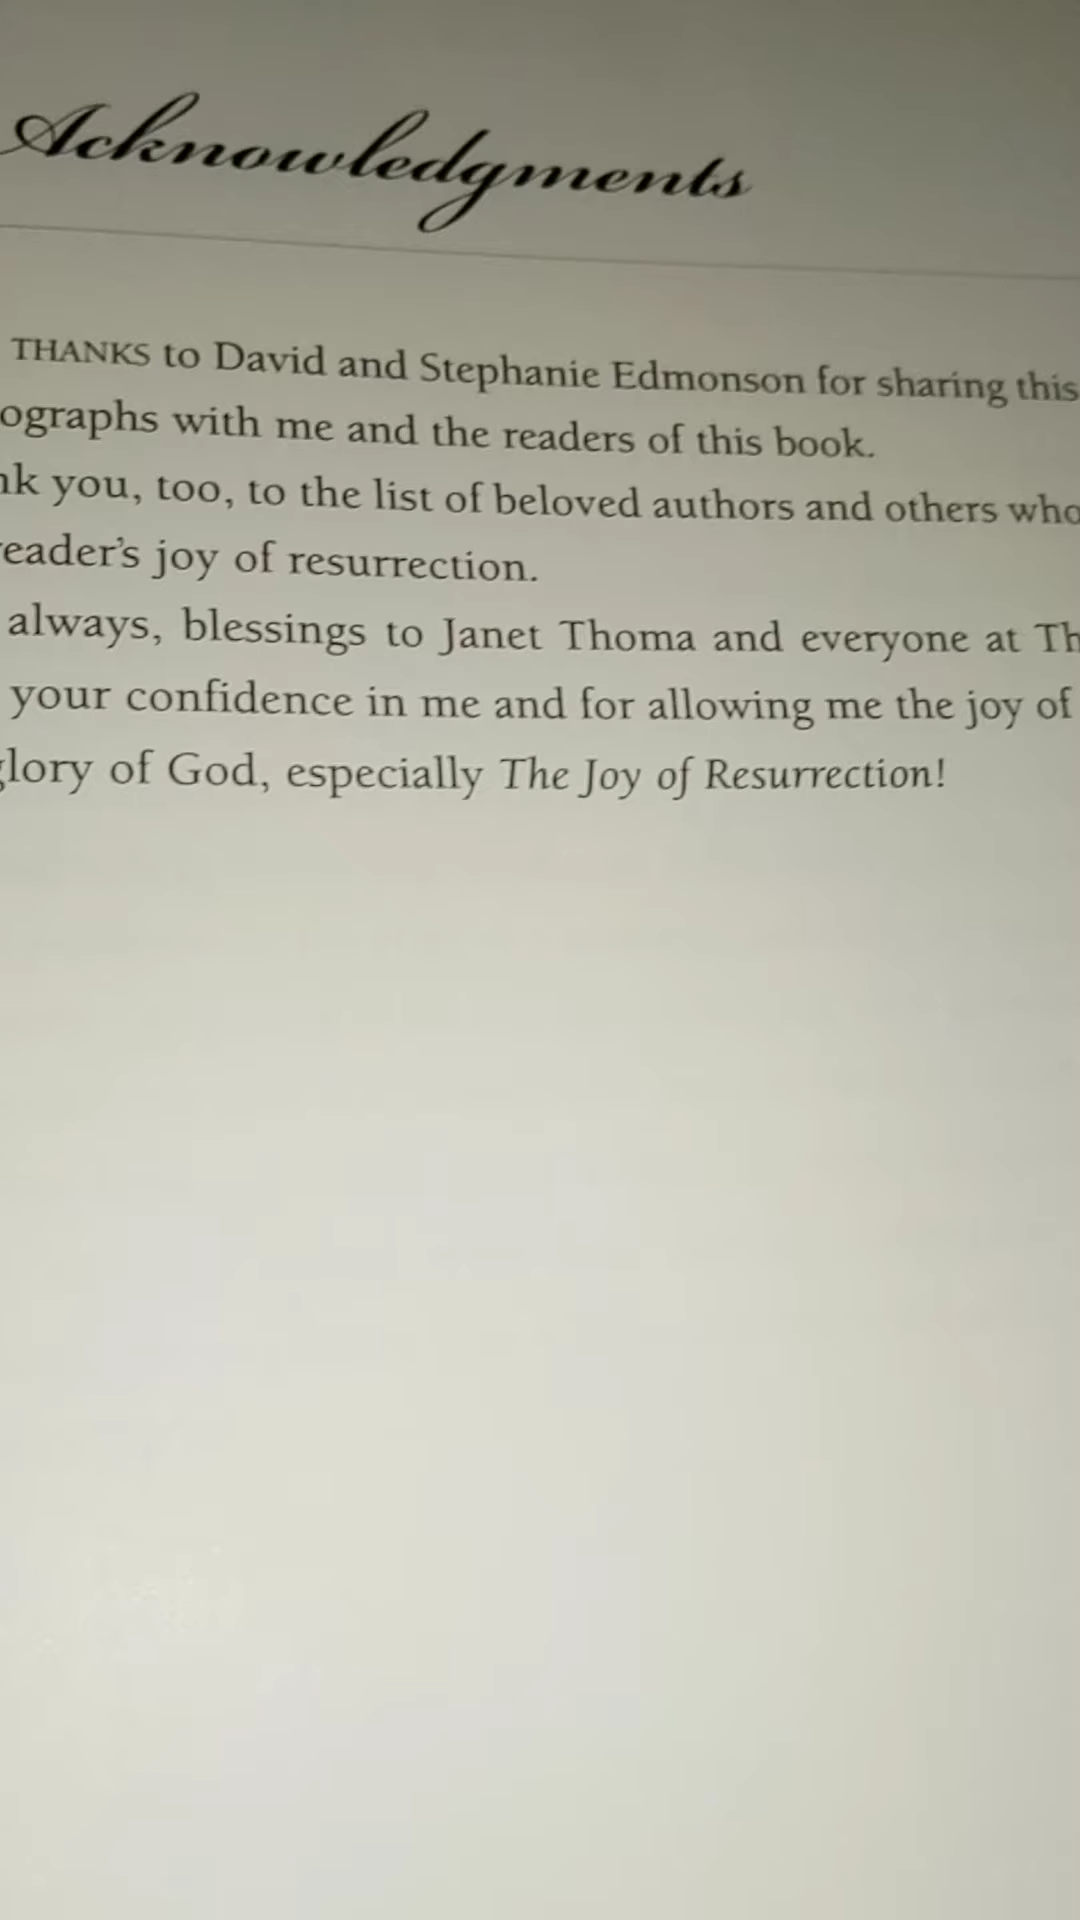 Acknowledgments
THANKS to David and Stephanie Edmonson for sharing this
ographs with me and the readers of this book.
nk you, too, to the list of beloved authors and others who
reader's joy of resurrection.
always, blessings to Janet Thoma and everyone at Th
your confidence in me and for allowing me the joy of
glory of God, especially The Joy of Resurrection!